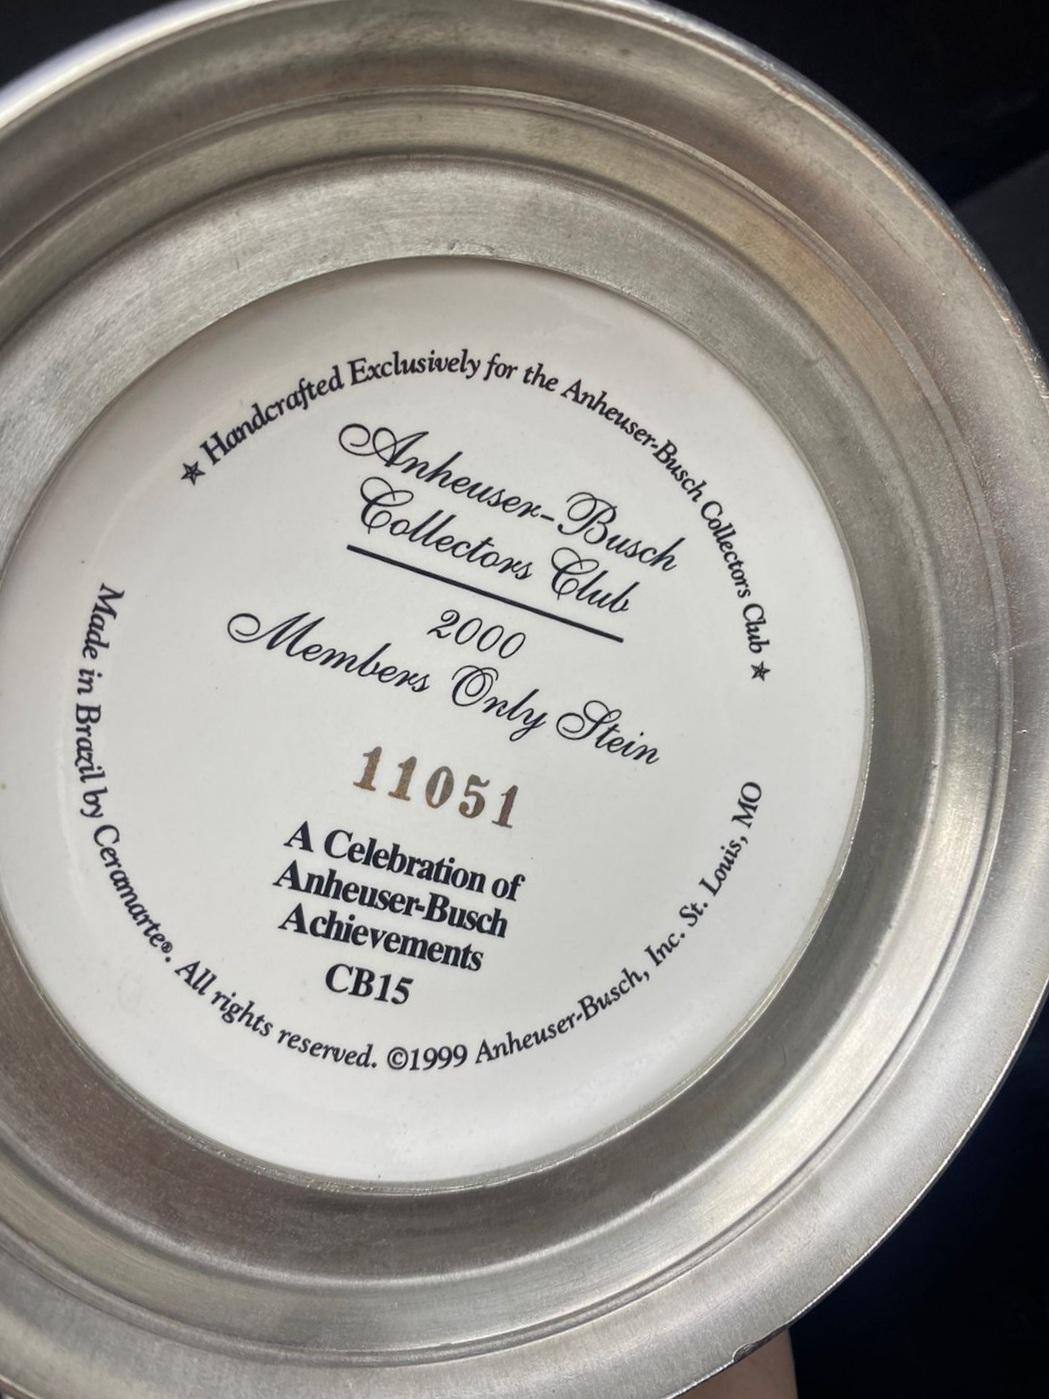 ★ Handcrafted Exclusively for the Anheuser-Busch Collectors Club ★
Anheuser-Busch
Collectors Club
2000
Members Only Stein
11051
A Celebration of
Anheuser-Busch
Achievements
CB15
Made in Brazil by Ceramarte®. All rights reserved. ©1999 Anheuser-Busch, Inc. St. Louis, MO